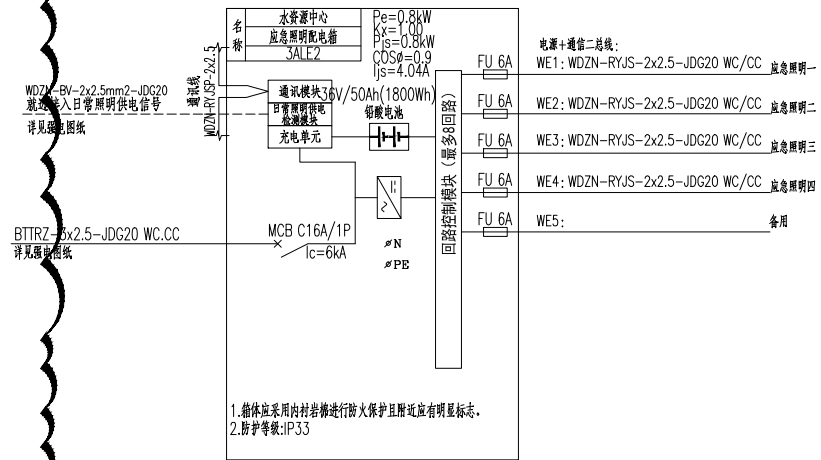 名称
水资源中心
应急照明配电箱
3ALE2
Pe=0.8kW
Kx=1.00
Pjs=0.8kW
COSø=0.9
Ijs=4.04A
WDZN-RYJSP-2x2.5
通讯线
WDZN-BV-2x2.5mm2-JDG20
就近接入日常照明供电信号
详见强电图纸
通讯模块
日常照明供电
检测模块
充电单元
36V/50Ah(1800Wh)
铅酸电池
回路控制模块（最多8回路）
BTTRZ-3x2.5-JDG20 WC.CC
详见强电图纸
MCB C16A/1P
Ic=6kA
øN
øPE
电源+通信二总线：
FU 6A WE1: WDZN-RYJS-2x2.5-JDG20 WC/CC 应急照明一
FU 6A WE2: WDZN-RYJS-2x2.5-JDG20 WC/CC 应急照明二
FU 6A WE3: WDZN-RYJS-2x2.5-JDG20 WC/CC 应急照明三
FU 6A WE4: WDZN-RYJS-2x2.5-JDG20 WC/CC 应急照明四
FU 6A WE5: 备用
1.箱体应采用内衬岩棉进行防火保护且附近应有明显标志。
2.防护等级:IP33